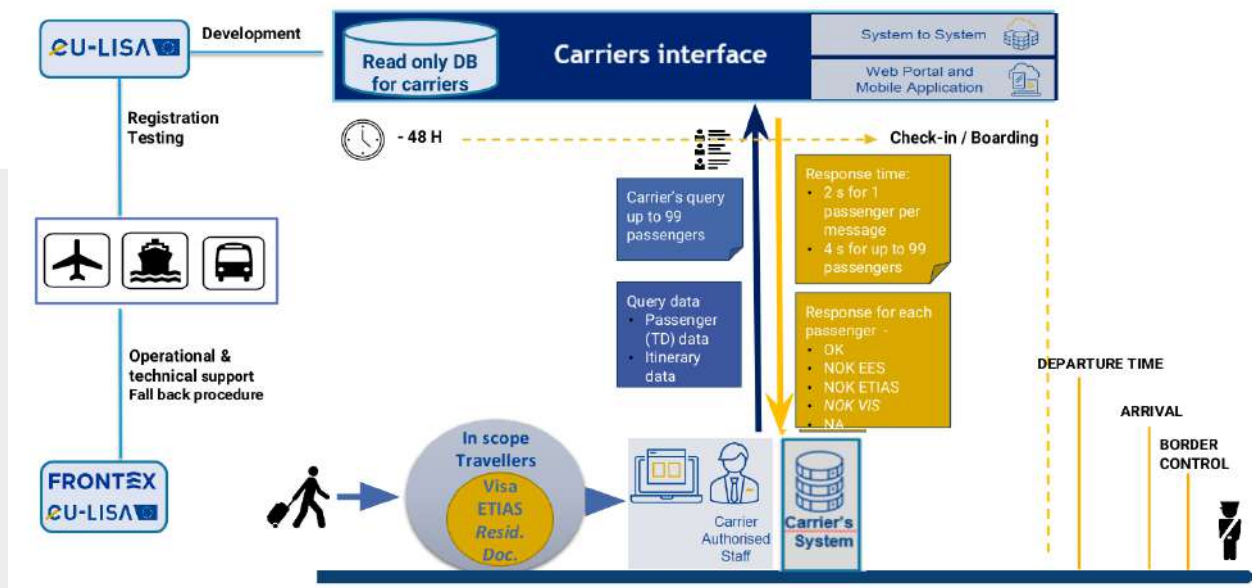 eu-LISA
Development
Read only DB
for carriers
Carriers interface
System to System
Web Portal and
Mobile Application
Registration
Testing
- 48 H
Check-in / Boarding
Carrier's query
up to 99
passengers
Response time:
• 2 s for 1
passenger per
message
• 4 s for up to 99
passengers
Query data
• Passenger
(TD) data
• Itinerary
data
Response for each
passenger -
• OK
• NOK EES
• NOK ETIAS
• NOK VIS
• NA
Operational &
technical support
Fall back procedure
DEPARTURE TIME
ARRIVAL
BORDER
CONTROL
FRONTEX
eu-LISA
In scope
Travellers
Visa
ETIAS
Resid.
Doc.
Carrier
Authorised
Staff
Carrier's
System